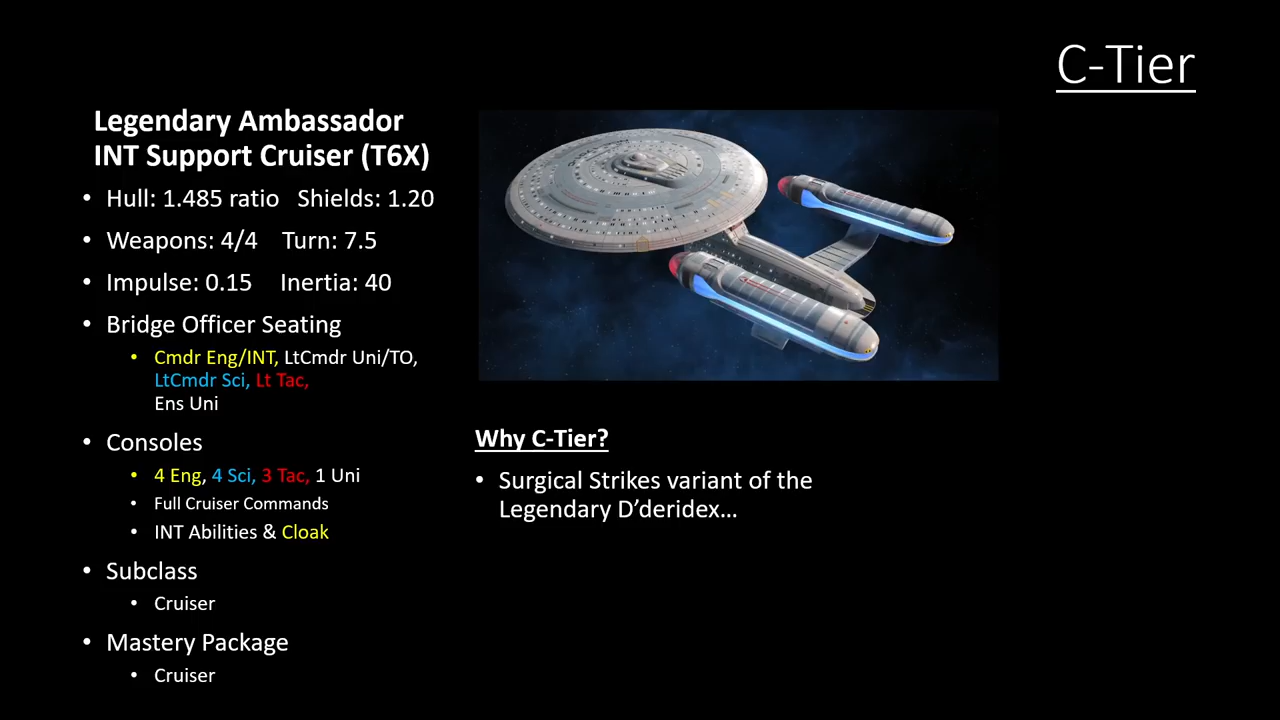 C-Tier
Legendary Ambassador
INT Support Cruiser (T6X)
• Hull: 1.485 ratio Shields: 1.20
• Weapons: 4/4 Turn: 7.5
• Impulse: 0.15 Inertia: 40
• Bridge Officer Seating
• Cmdr Eng/INT, LtCmdr Uni/TO,
LtCmdr Sci, Lt Tac,
Ens Uni
• Consoles
• 4 Eng, 4 Sci, 3 Tac, 1 Uni
• Full Cruiser Commands
• INT Abilities & Cloak
• Subclass
• Cruiser
• Mastery Package
• Cruiser
Why C-Tier?
• Surgical Strikes variant of the
Legendary D’deridex…